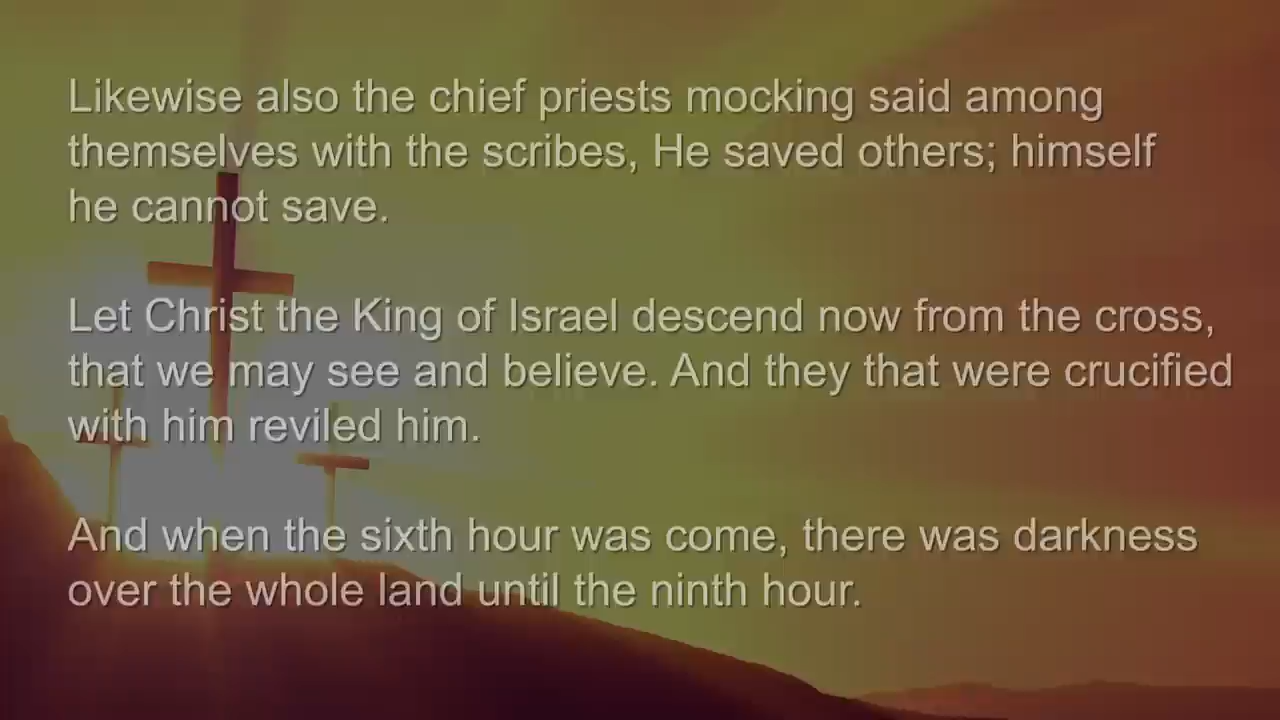 Likewise also the chief priests mocking said among
themselves with the scribes, He saved others; himself
he cannot save.
Let Christ the King of Israel descend now from the cross,
that we may see and believe. And they that were crucified
with him reviled him.
And when the sixth hour was come, there was darkness
over the whole land until the ninth hour.